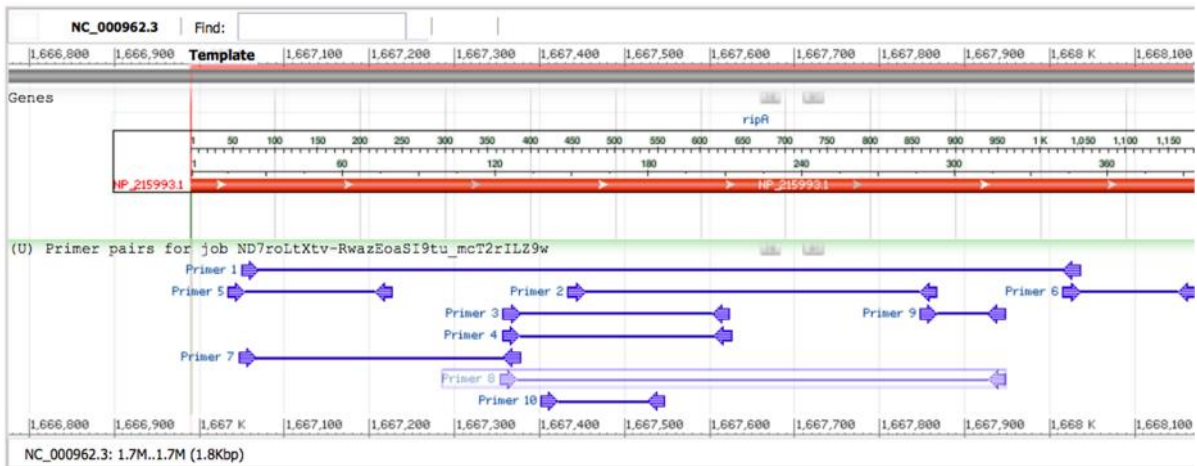 NC_000962.3 Find:
1,666,800 1,666,900 Template 1,667,100 1,667,200 1,667,300 1,667,400 1,667,500 1,667,600 1,667,700 1,667,800 1,667,900 1,668 K 1,668,100
Genes
ripA
1 50 100 150 200 250 300 350 400 450 500 550 600 650 700 750 800 850 900 950 1 K 1,050 1,100 1,150
1 60 120 180 240 300 360
NP_215993.1 NP_215993.1
(U) Primer pairs for job ND7roLtXtv-RwazEoaSI9tu_mcT2rILZ9w
Primer 1
Primer 5 Primer 2 Primer 6
Primer 3 Primer 9
Primer 4
Primer 7
Primer 8
Primer 10
1,666,800 1,666,900 1,667 K 1,667,100 1,667,200 1,667,300 1,667,400 1,667,500 1,667,600 1,667,700 1,667,800 1,667,900 1,668 K 1,668,100
NC_000962.3: 1.7M..1.7M (1.8Kbp)